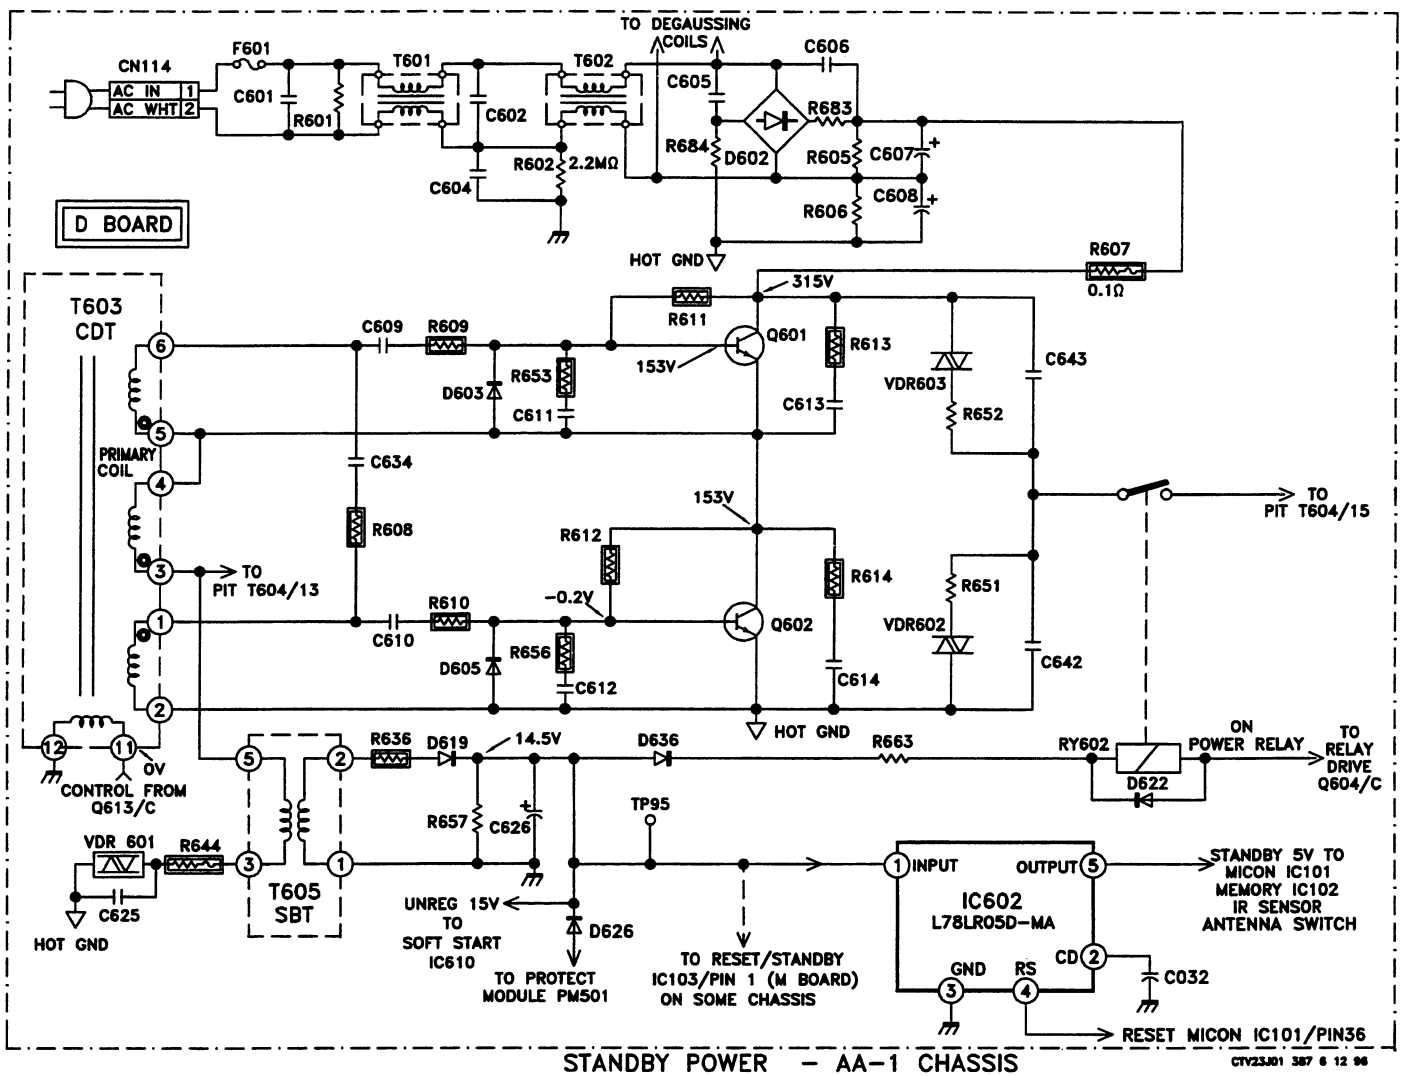 TO DEGAUSSING
COILS
F601
CN114
AC IN 1
AC WHT 2
C601
R601
T601
C602
C604
T602
R602
2.2MΩ
C605
C606
R684
D602
R683
R605
C607
R606
C608
HOT GND
D BOARD
R607
0.1Ω
315V
T603
CDT
6
5
PRIMARY
COIL
4
3
TO
PIT T604/13
1
2
12
11
0V
CONTROL FROM
Q613/C
C609
R609
R611
Q601
153V
D603
R653
C611
R613
C613
VDR603
R652
C643
C634
R608
153V
R612
-0.2V
R614
C614
Q602
C610
R610
D605
R656
C612
HOT GND
R651
VDR602
C642
TO
PIT T604/15
5
2
3
1
T605
SBT
VDR 601
R644
C625
HOT GND
R636
D619
14.5V
R657
C626
D636
R663
TP95
RY602
D622
ON
POWER RELAY
TO
RELAY
DRIVE
Q604/C
UNREG 15V
TO
SOFT START
IC610
D626
TO PROTECT
MODULE PM501
TO RESET/STANDBY
IC103/PIN 1 (M BOARD)
ON SOME CHASSIS
1 INPUT
OUTPUT 5
IC602
L78LR05D-MA
CD 2
GND
3
RS
4
C032
STANDBY 5V TO
MICON IC101
MEMORY IC102
IR SENSOR
ANTENNA SWITCH
RESET MICON IC101/PIN36
STANDBY POWER - AA-1 CHASSIS
CTV23J01 387 6 12 96